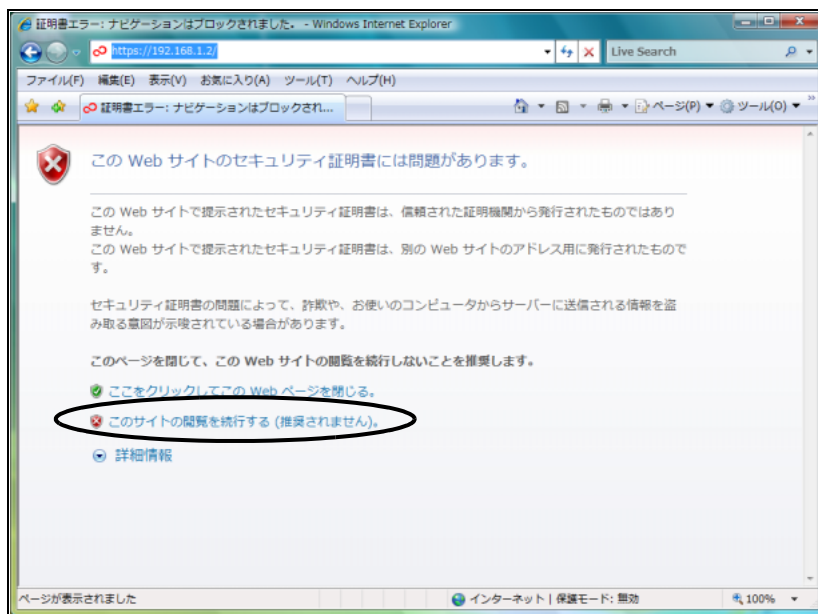 証明書エラー: ナビゲーションはブロックされました。 - Windows Internet Explorer
https://192.168.1.2/
Live Search
ファイル(F) 編集(E) 表示(V) お気に入り(A) ツール(T) ヘルプ(H)
証明書エラー: ナビゲーションはブロックされ...
ページ(P) ツール(O)
この Web サイトのセキュリティ証明書には問題があります。
この Web サイトで提示されたセキュリティ証明書は、信頼された証明機関から発行されたものではあり
ません。
この Web サイトで提示されたセキュリティ証明書は、別の Web サイトのアドレス用に発行されたもので
す。
セキュリティ証明書の問題によって、詐欺や、お使いのコンピュータからサーバーに送信される情報を盗
み取る意図が示唆されている場合があります。
このページを閉じて、この Web サイトの閲覧を続行しないことを推奨します。
ここをクリックしてこの Web ページを閉じる。
このサイトの閲覧を続行する (推奨されません)。
詳細情報
ページが表示されました
インターネット | 保護モード: 無効
100%